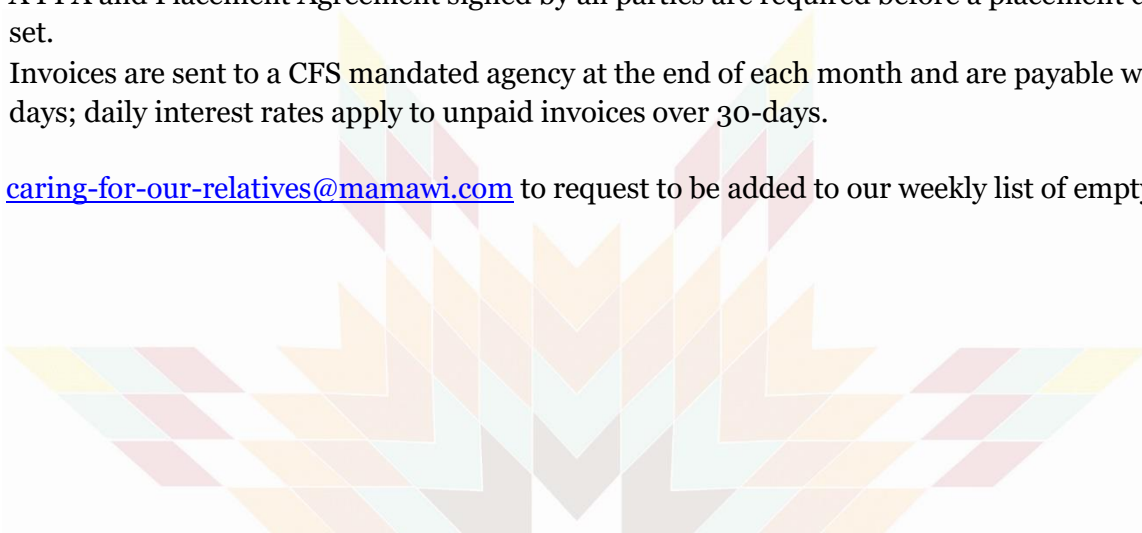 and Placement Agreement signed by all parties are required before a placement
set.
Invoices are sent to a CFS mandated agency at the end of each month and are payable
days; daily interest rates apply to unpaid invoices over 30-days.
caring-for-our-relatives@mamawi.com to request to be added to our weekly list of empty